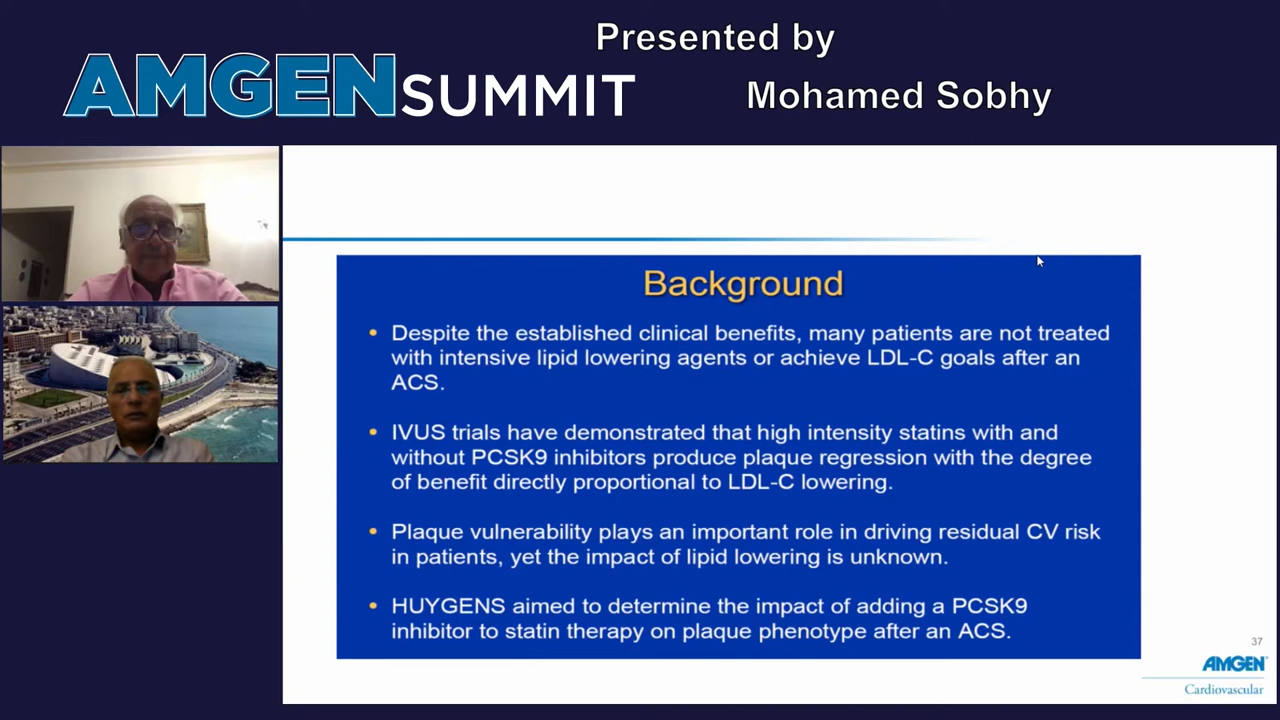 Presented by
AMGEN SUMMIT
Mohamed Sobhy
Background
• Despite the established clinical benefits, many patients are not treated
with intensive lipid lowering agents or achieve LDL-C goals after an
ACS.
• IVUS trials have demonstrated that high intensity statins with and
without PCSK9 inhibitors produce plaque regression with the degree
of benefit directly proportional to LDL-C lowering.
• Plaque vulnerability plays an important role in driving residual CV risk
in patients, yet the impact of lipid lowering is unknown.
• HUYGENS aimed to determine the impact of adding a PCSK9
inhibitor to statin therapy on plaque phenotype after an ACS.
37
AMGEN
Cardiovascular